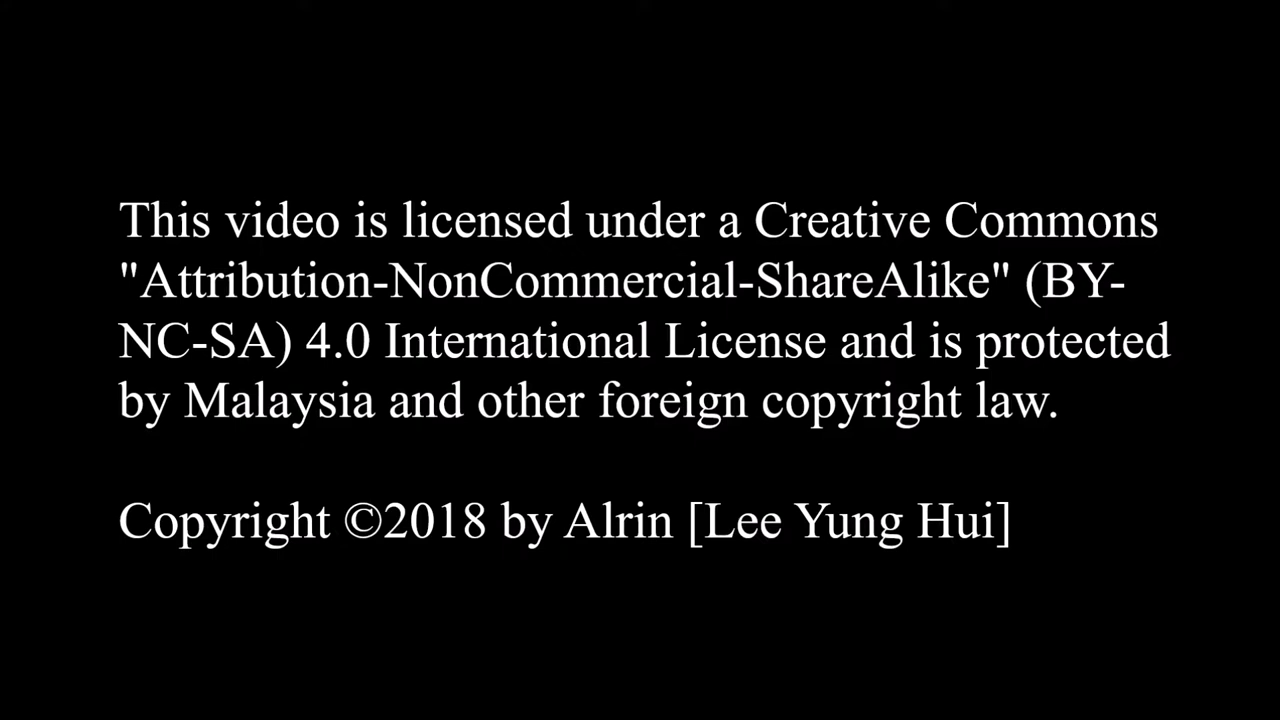 This video is licensed under a Creative Commons
"Attribution-NonCommercial-ShareAlike" (BY-
NC-SA) 4.0 International License and is protected
by Malaysia and other foreign copyright law.
Copyright ©2018 by Alrin [Lee Yung Hui]